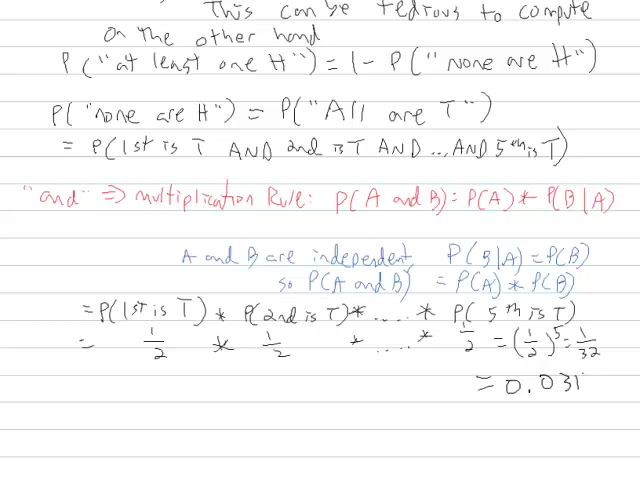 This can be tedious to compute
On the other hand
P("at least one H") = 1 - P("none are H")
P("none are H") = P("All are T")
= P(1st is T AND 2nd is T AND ... AND 5th is T)
"and" => multiplication Rule: P(A and B) = P(A) * P(B|A)
A and B are independent, P(B|A) = P(B)
so P(A and B) = P(A) * P(B)
= P(1st is T) * P(2nd is T) * .... * P(5th is T)
= 1/2 * 1/2 * .... * 1/2 = (1/2)^5 = 1/32
= 0.031